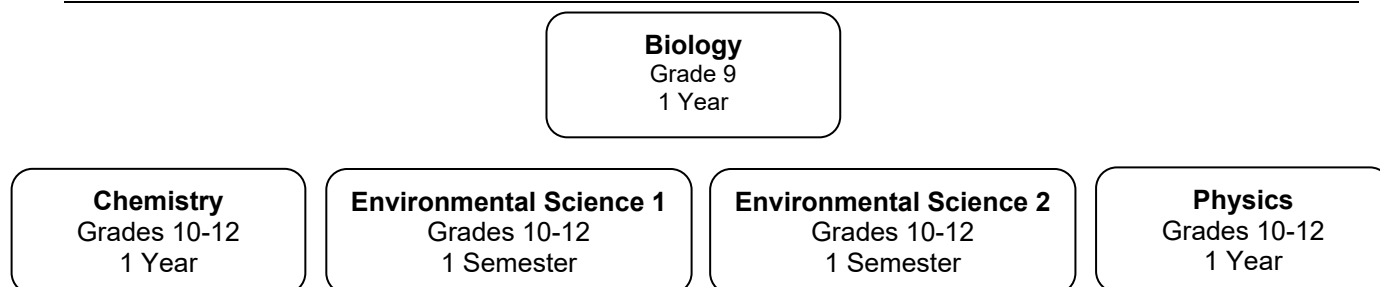 Biology
Grade 9
1 Year
Chemistry
Grades 10-12
1 Year
Environmental Science 1
Grades 10-12
1 Semester
Environmental Science 2
Grades 10-12
1 Semester
Physics
Grades 10-12
1 Year